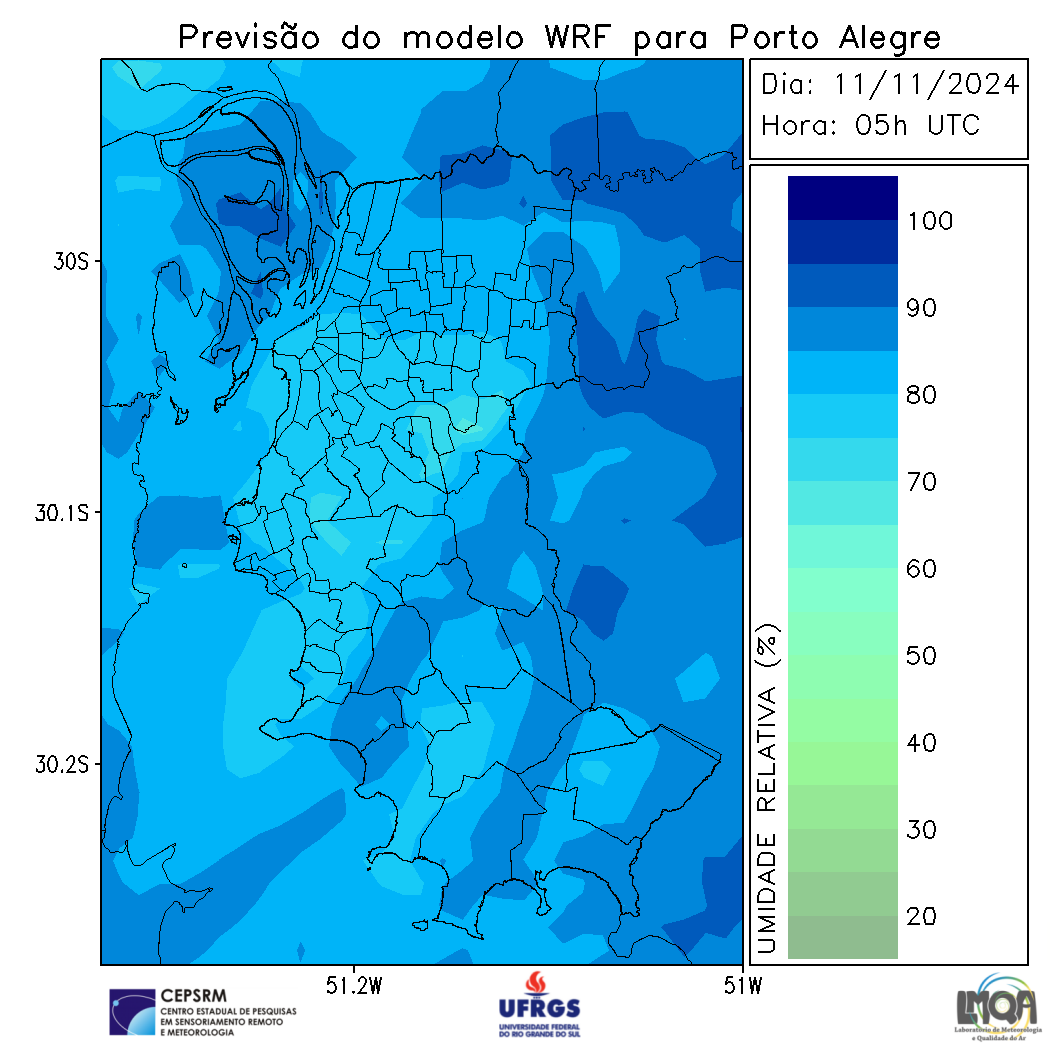 Previsão do modelo WRF para Porto Alegre
Dia: 11/11/2024
Hora: 05h UTC
100
90
80
70
60
50
40
30
20
UMIDADE RELATIVA (%)
30S
30.1S
30.2S
51.2W
51W
CEPSRM
CENTRO ESTADUAL DE PESQUISAS
EM SENSORIAMENTO REMOTO
E METEOROLOGIA
UFRGS
UNIVERSIDADE FEDERAL
DO RIO GRANDE DO SUL
LMQA
Laboratório de Meteorologia
e Qualidade do Ar